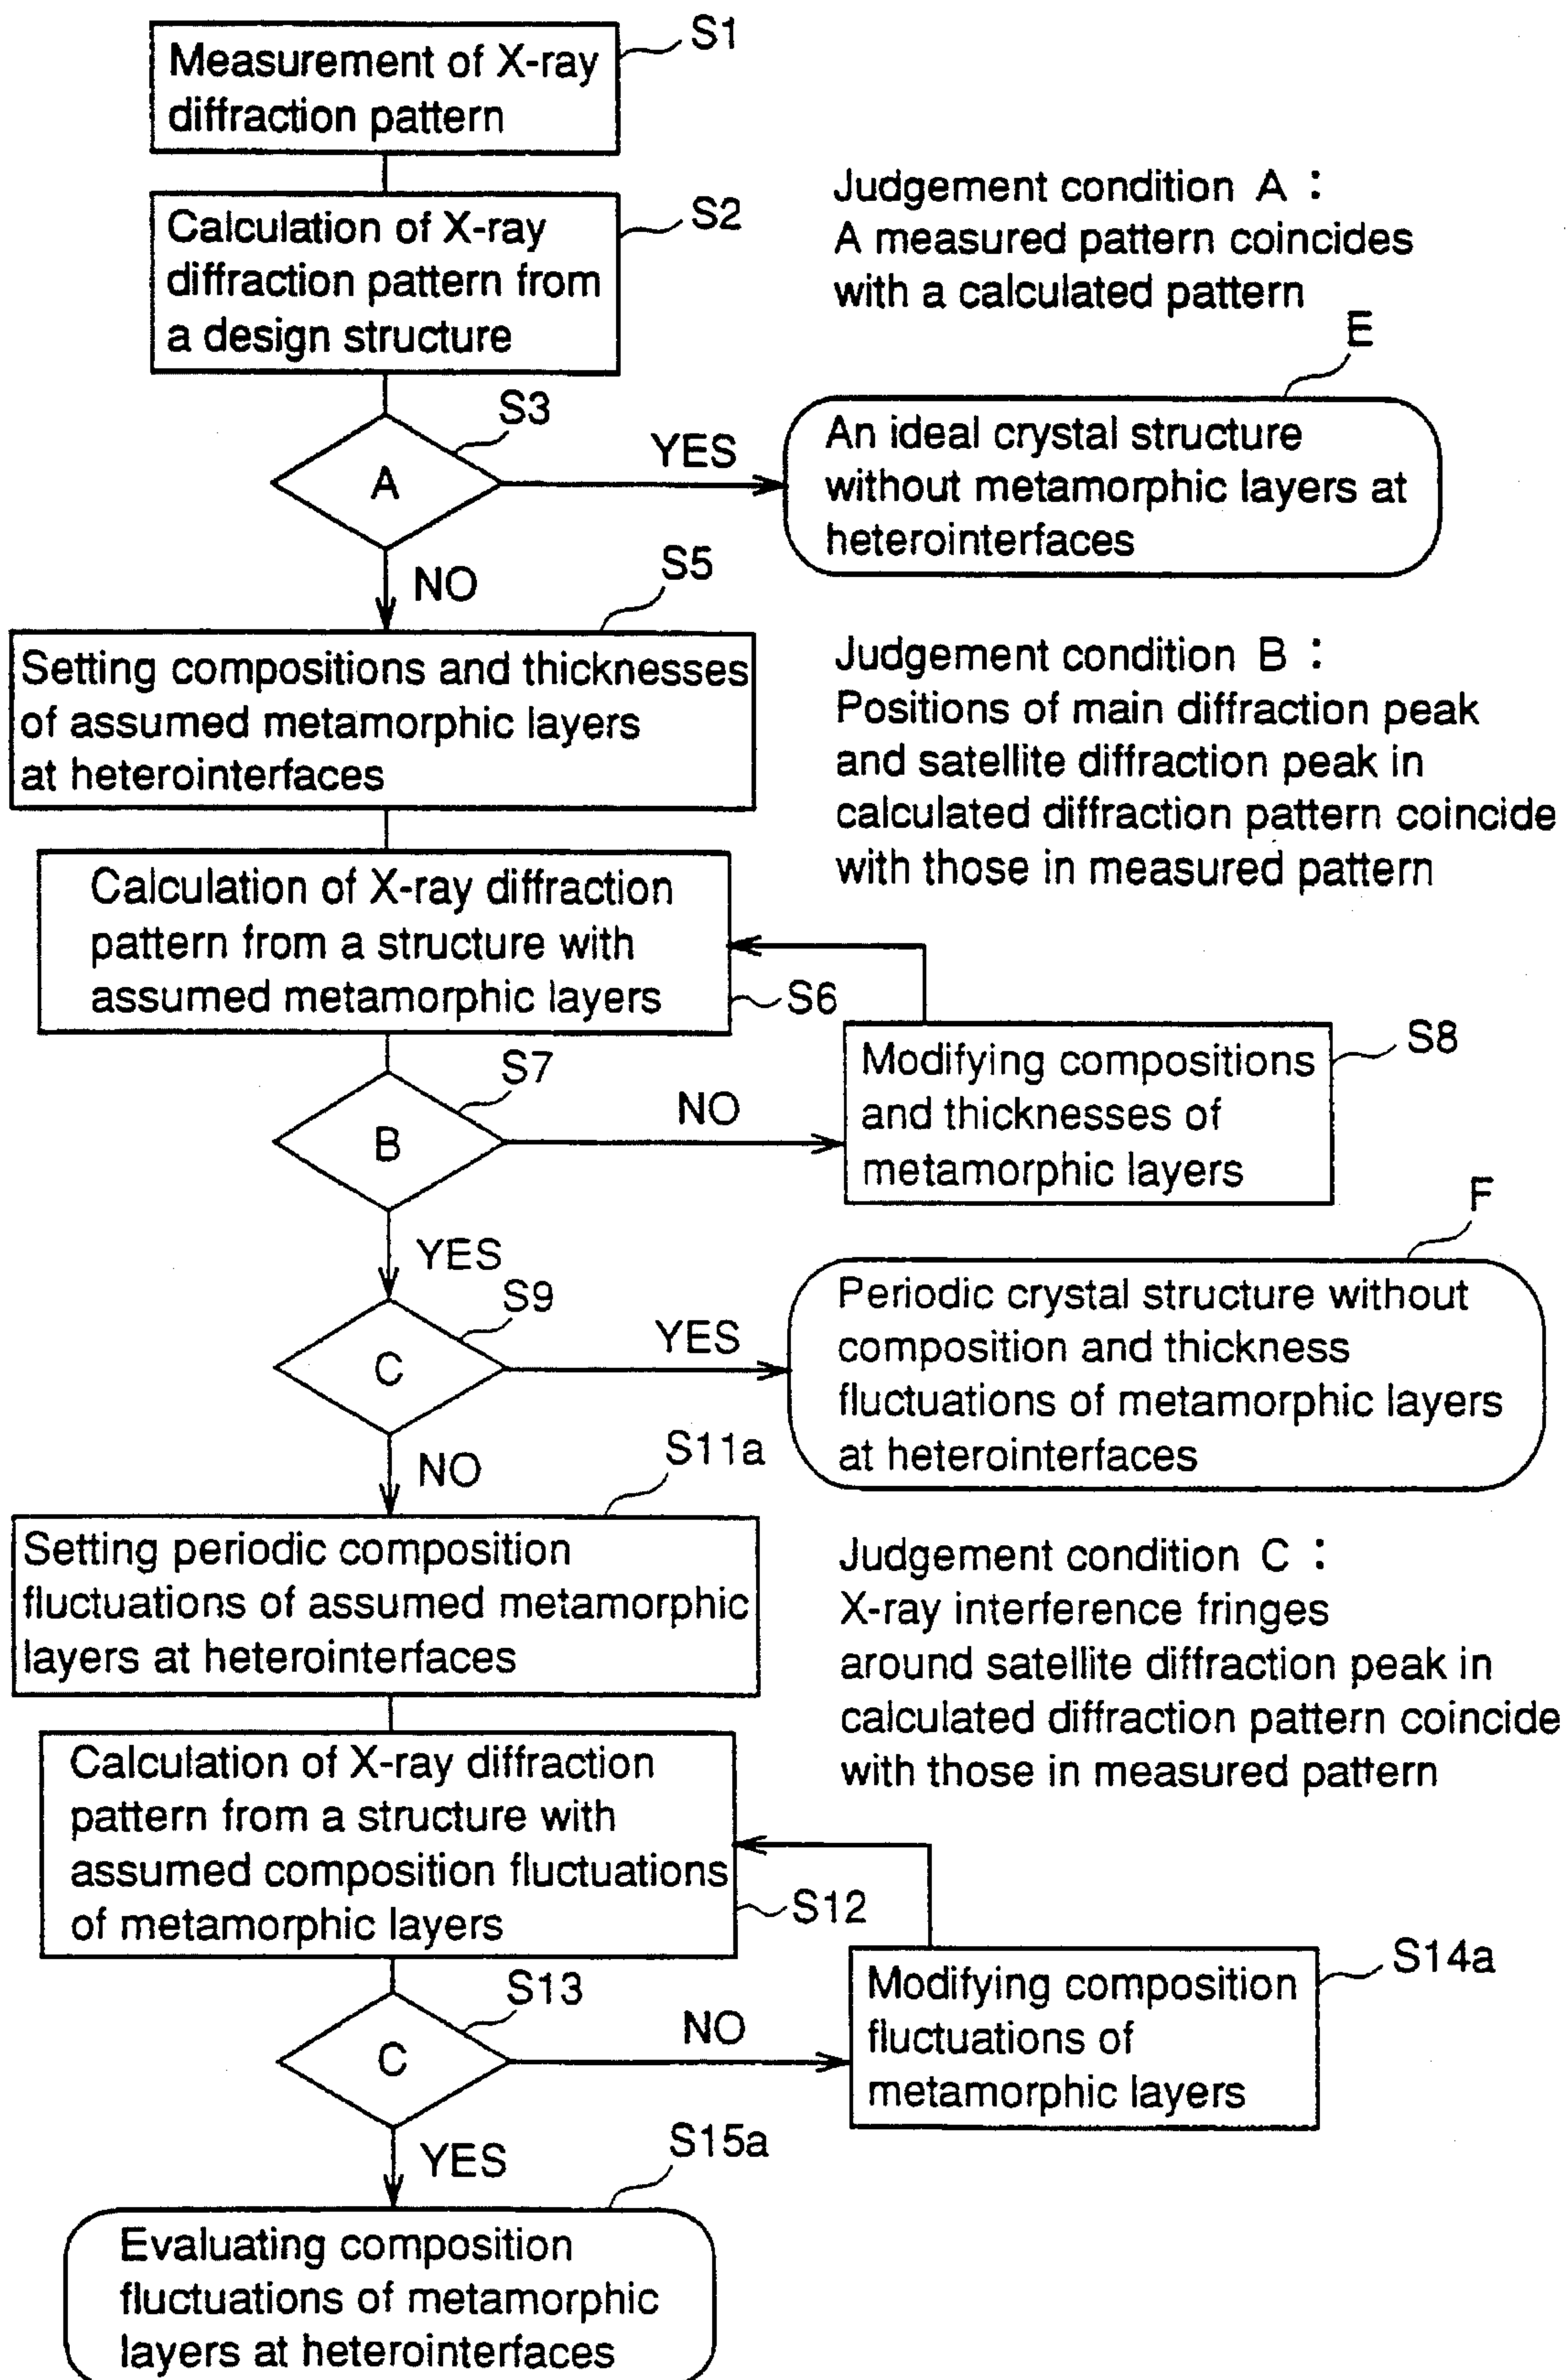 S1
Measurement of X-ray
diffraction pattern
S2
Calculation of X-ray
diffraction pattern from
a design structure
Judgement condition A :
A measured pattern coincides
with a calculated pattern
S3
A
YES
E
An ideal crystal structure
without metamorphic layers at
heterointerfaces
NO
S5
Setting compositions and thicknesses
of assumed metamorphic layers
at heterointerfaces
Judgement condition B :
Positions of main diffraction peak
and satellite diffraction peak in
calculated diffraction pattern coincide
with those in measured pattern
Calculation of X-ray diffraction
pattern from a structure with
assumed metamorphic layers
S6
S7
B
NO
S8
Modifying compositions
and thicknesses of
metamorphic layers
YES
S9
C
YES
F
Periodic crystal structure without
composition and thickness
fluctuations of metamorphic layers
at heterointerfaces
NO
S11a
Setting periodic composition
fluctuations of assumed metamorphic
layers at heterointerfaces
Judgement condition C :
X-ray interference fringes
around satellite diffraction peak in
calculated diffraction pattern coincide
with those in measured pattern
Calculation of X-ray diffraction
pattern from a structure with
assumed composition fluctuations
of metamorphic layers
S12
S13
C
NO
S14a
Modifying composition
fluctuations of
metamorphic layers
YES
S15a
Evaluating composition
fluctuations of metamorphic
layers at heterointerfaces